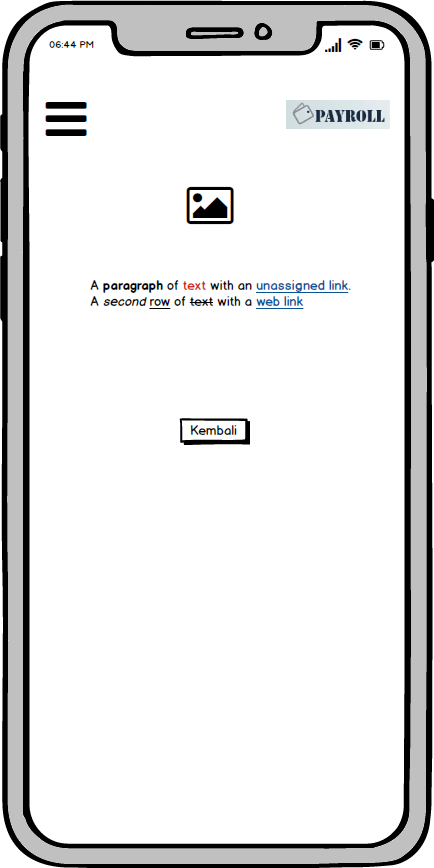 06:44 PM
PAYROLL
A paragraph of text with an unassigned link.
A second row of text with a web link
Kembali